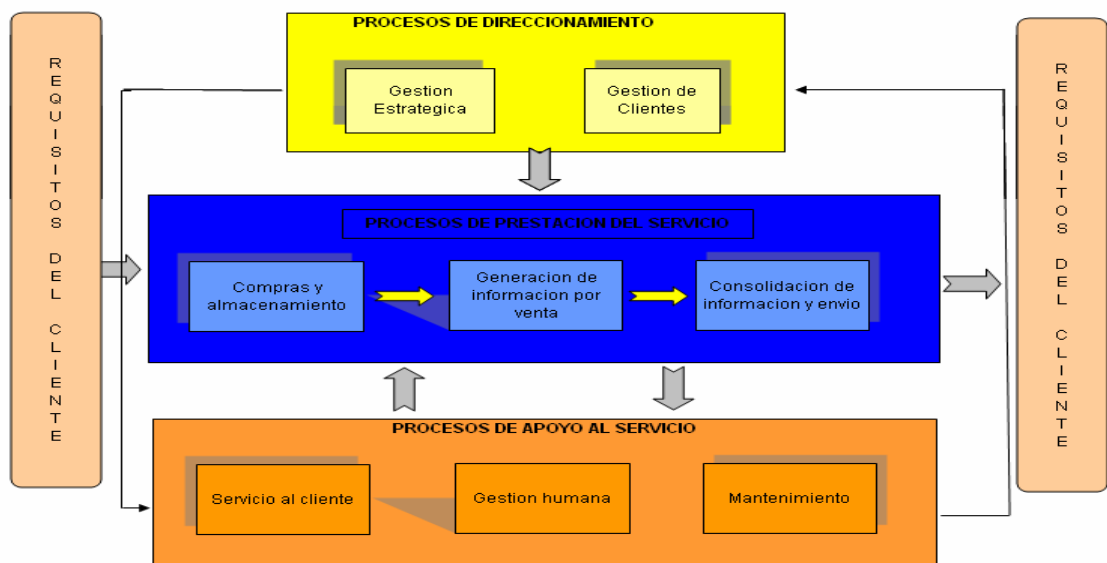 REQUISITOS DEL CLIENTE
PROCESOS DE DIRECCIONAMIENTO
Gestion
Estrategica
Gestion de
Clientes
PROCESOS DE PRESTACION DEL SERVICIO
Compras y
almacenamiento
Generacion de
informacion por
venta
Consolidacion de
informacion y envio
PROCESOS DE APOYO AL SERVICIO
Servicio al cliente
Gestion humana
Mantenimiento
REQUISITOS DEL CLIENTE